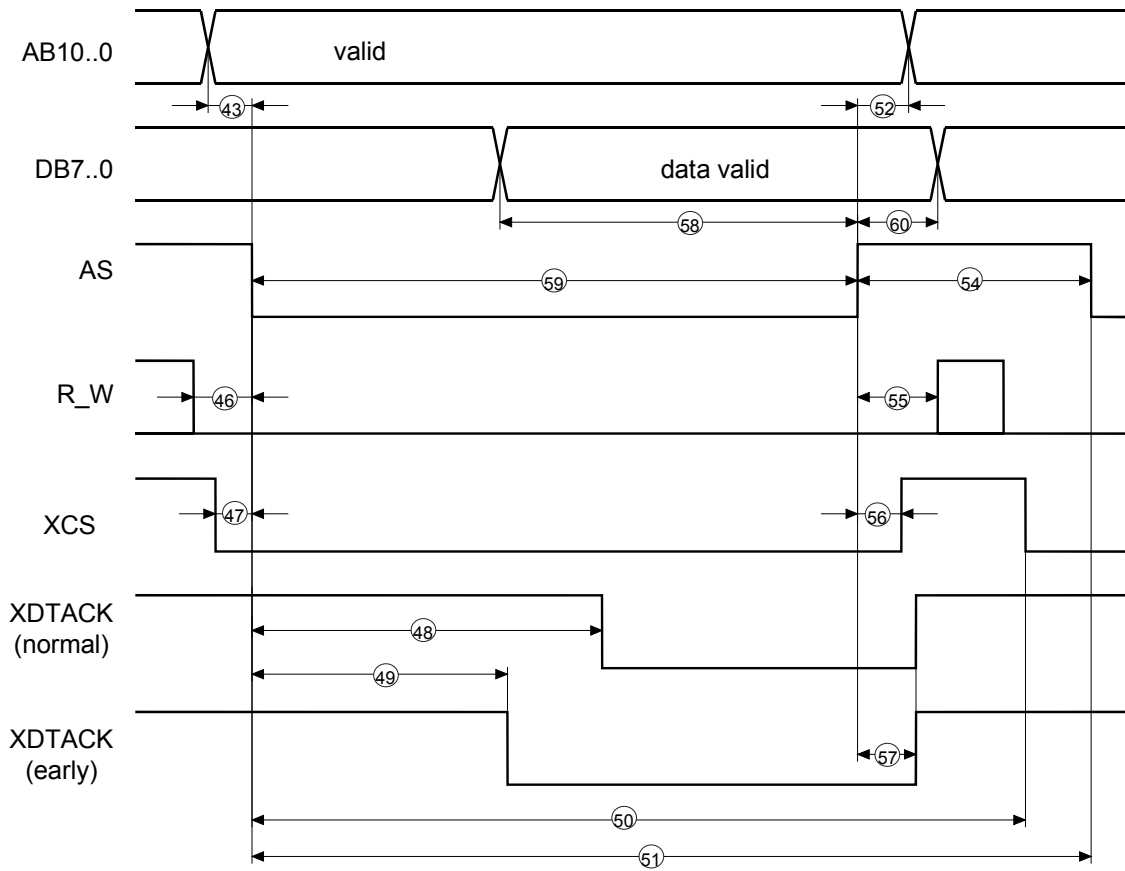 AB10..0
valid
43
52
DB7..0
data valid
58
60
AS
59
54
R_W
46
55
XCS
47
56
XDTACK
(normal)
48
49
XDTACK
(early)
57
50
51